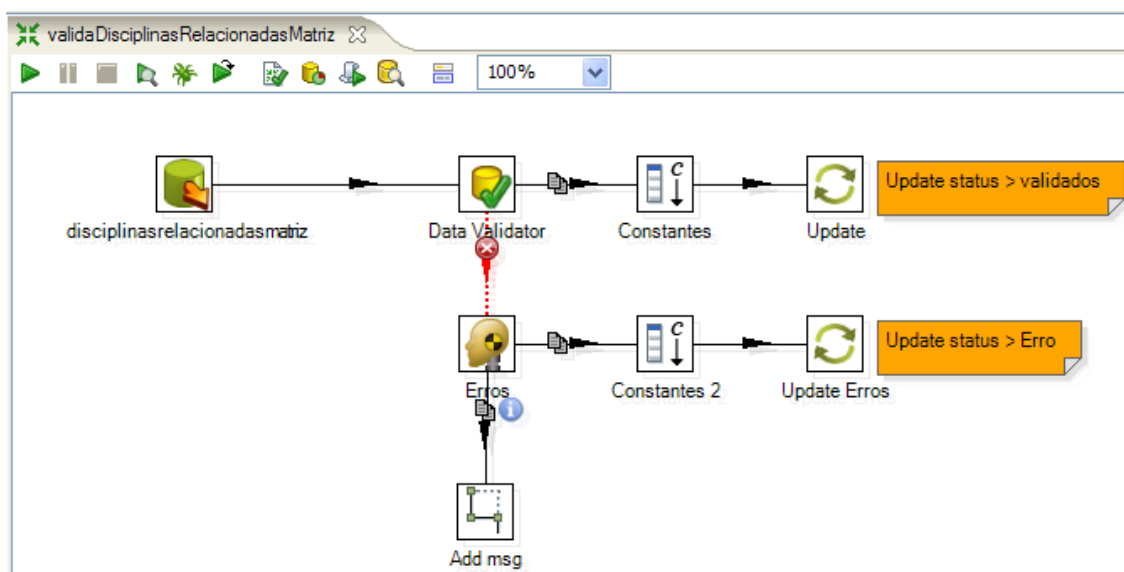 validaDisciplinasRelacionadasMatriz
100%
Update status > validados
disciplinasrelacionadasmatriz
Data Validator
Constantes
Update
Update status > Erro
Erros
Constantes 2
Update Erros
Add msg